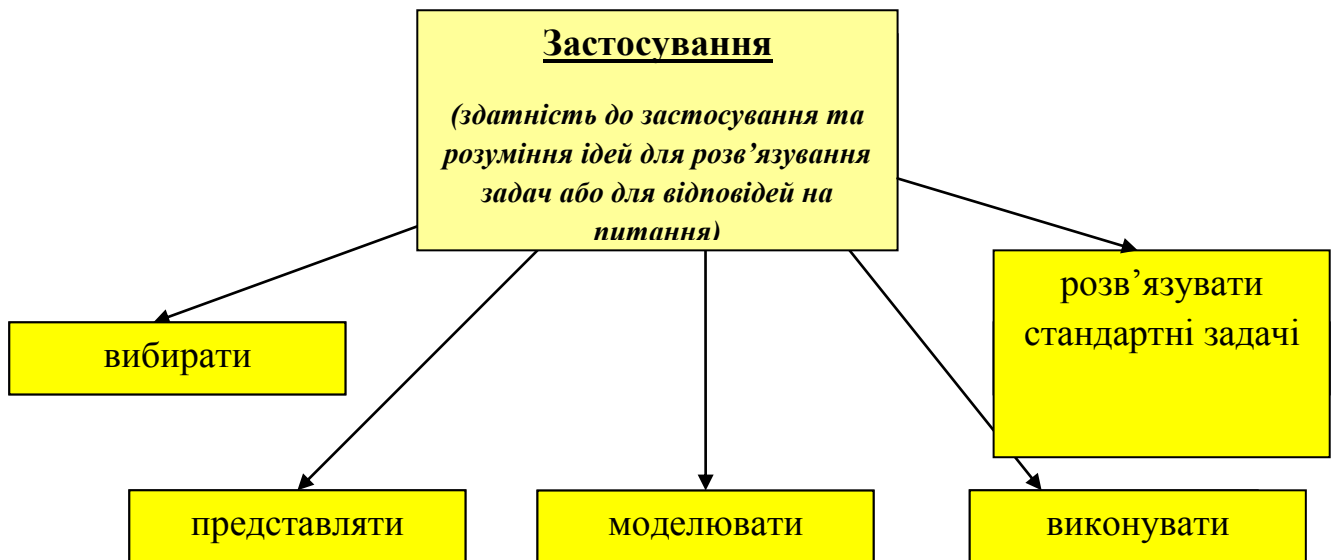 Застосування
(здатність до застосування та
розуміння ідей для розв’язування
задач або для відповідей на
питання)
розв’язувати
стандартні задачі
вибирати
представляти
моделювати
виконувати